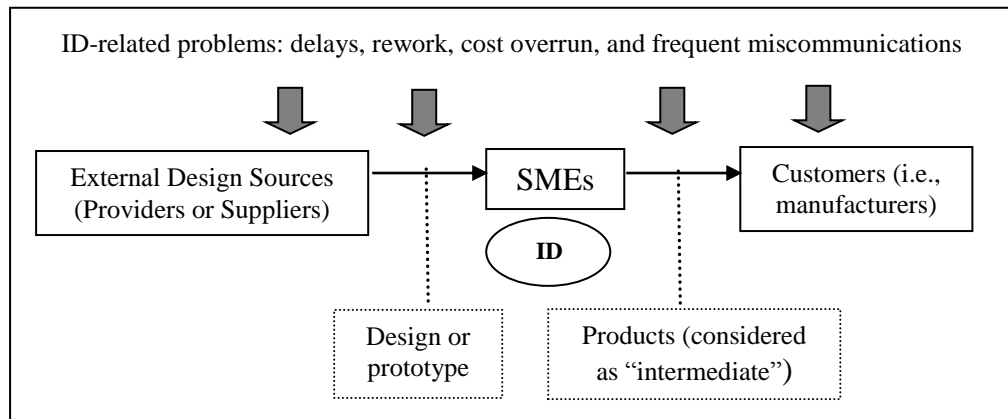 ID-related problems: delays, rework, cost overrun, and frequent miscommunications
External Design Sources
(Providers or Suppliers)
SMEs
Customers (i.e.,
manufacturers)
ID
Design or
prototype
Products (considered
as “intermediate”)